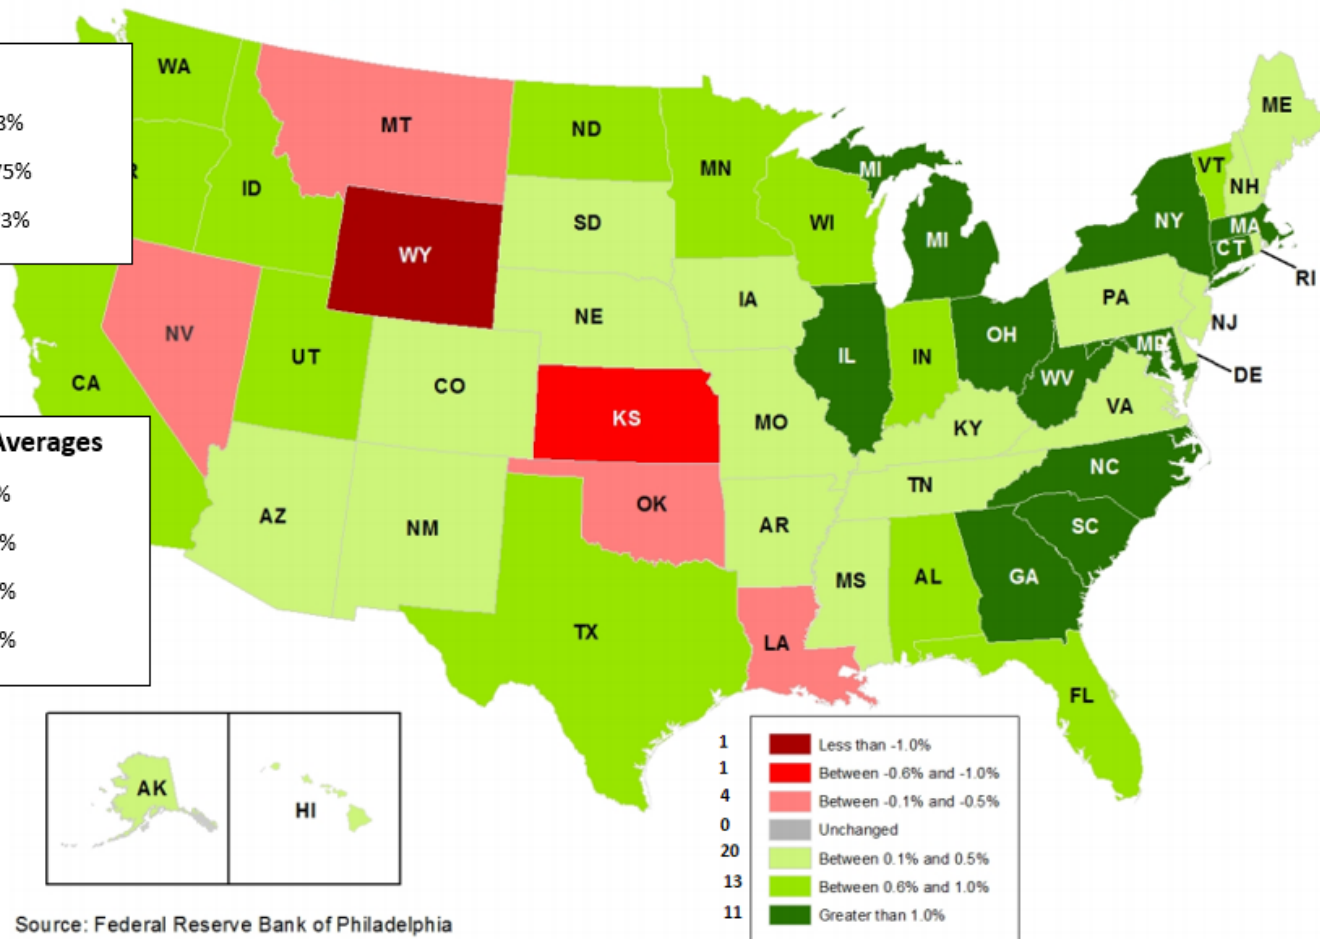 3%
75%
3%
Averages
%
%
%
%
WA
MT
ND
MN
ID
WY
SD
WI
MI
MI
ME
VT
NH
NY
MA
CT
RI
NV
UT
CA
CO
NE
IA
IL
IN
OH
PA
NJ
MD
DE
WV
VA
KS
MO
KY
AZ
NM
OK
AR
TN
NC
SC
MS
AL
GA
TX
LA
FL
AK
HI
1 Less than -1.0%
1 Between -0.6% and -1.0%
4 Between -0.1% and -0.5%
0 Unchanged
20 Between 0.1% and 0.5%
13 Between 0.6% and 1.0%
11 Greater than 1.0%
Source: Federal Reserve Bank of Philadelphia